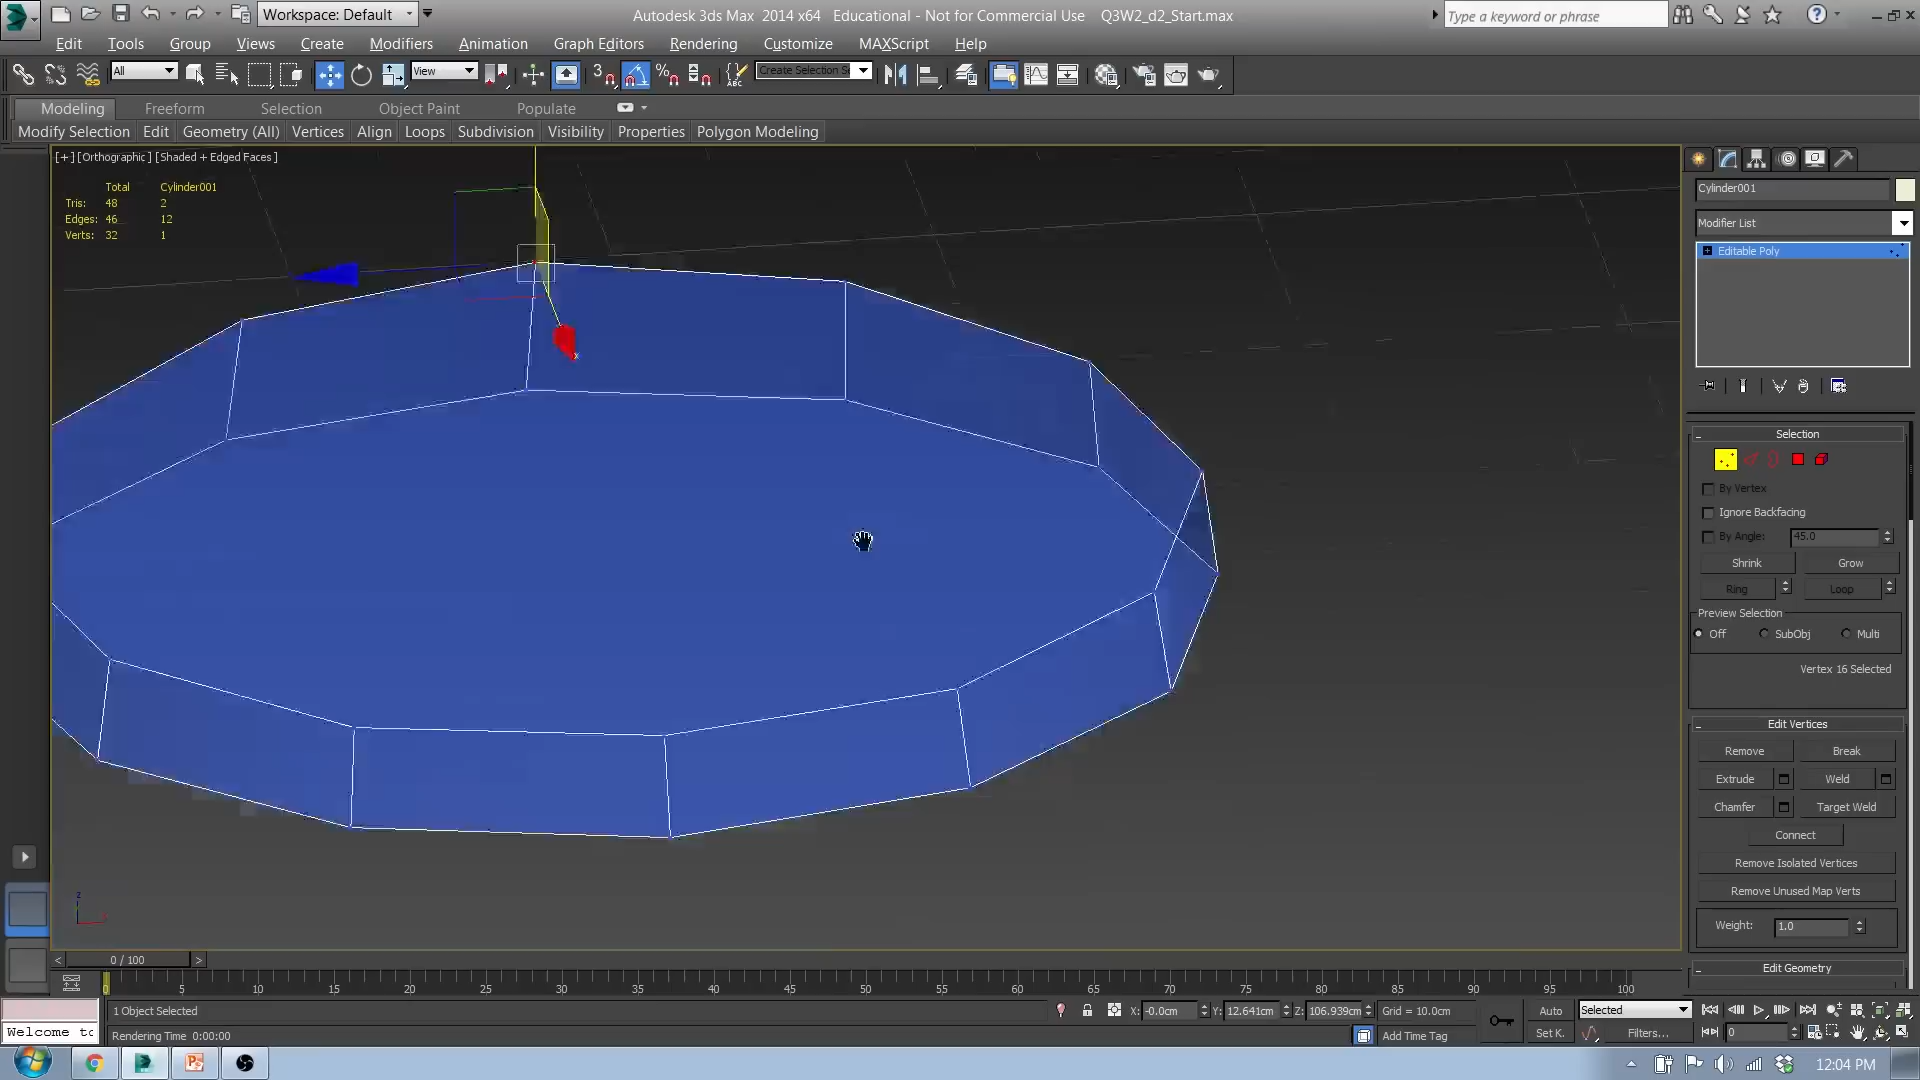 Workspace: Default
Autodesk 3ds Max 2014 x64 Educational - Not for Commercial Use Q3W2_d2_Start.max
Type a keyword or phrase
Edit Tools Group Views Create Modifiers Animation Graph Editors Rendering Customize MAXScript Help
All
View
3
Create Selection S
Modeling Freeform Selection Object Paint Populate
Modify Selection Edit Geometry (All) Vertices Align Loops Subdivision Visibility Properties Polygon Modeling
[+] [Orthographic] [Shaded + Edged Faces]
Total Cylinder001
Tris: 48 2
Edges: 46 12
Verts: 32 1
Cylinder001
Modifier List
Editable Poly
Selection
By Vertex
Ignore Backfacing
By Angle: 45.0
Shrink Grow
Ring Loop
Preview Selection
Off SubObj Multi
Vertex 16 Selected
Edit Vertices
Remove Break
Extrude Weld
Chamfer Target Weld
Connect
Remove Isolated Vertices
Remove Unused Map Verts
Weight: 1.0
Edit Geometry
x
z
< 0 / 100 >
0 5 10 15 20 25 30 35 40 45 50 55 60 65 70 75 80 85 90 95 100
1 Object Selected X: -0.0cm Y: 12.641cm Z: 106.939cm Grid = 10.0cm Auto Selected
Welcome to Rendering Time 0:00:00 Add Time Tag Set K. Filters... 0
12:04 PM